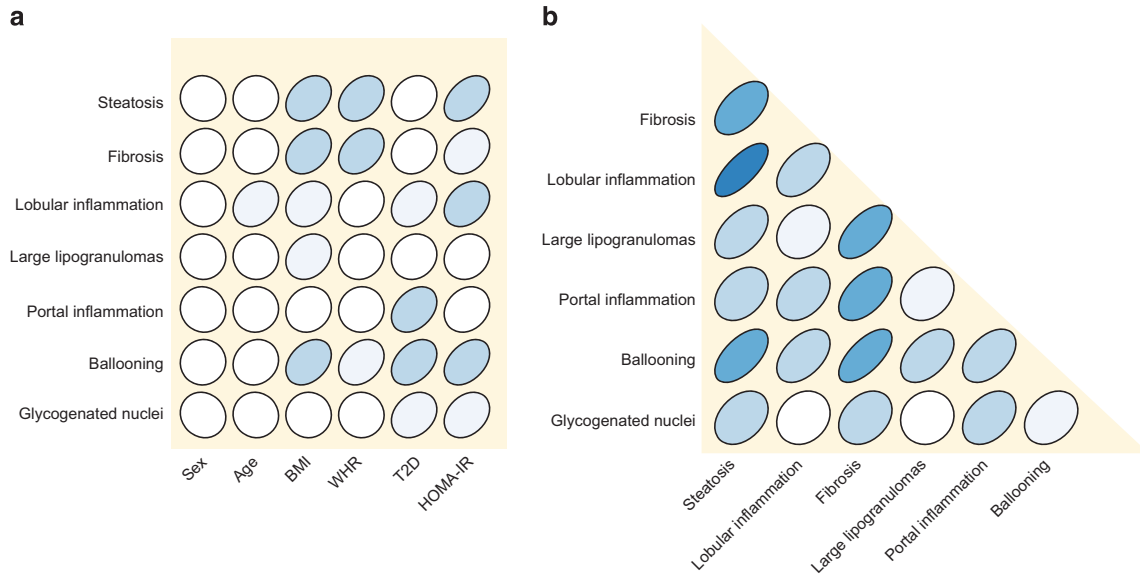 a
Steatosis
Fibrosis
Lobular inflammation
Large lipogranulomas
Portal inflammation
Ballooning
Glycogenated nuclei
Sex
Age
BMI
WHR
T2D
HOMA-IR
b
Fibrosis
Lobular inflammation
Large lipogranulomas
Portal inflammation
Ballooning
Glycogenated nuclei
Steatosis
Lobular inflammation
Fibrosis
Large lipogranulomas
Portal inflammation
Ballooning